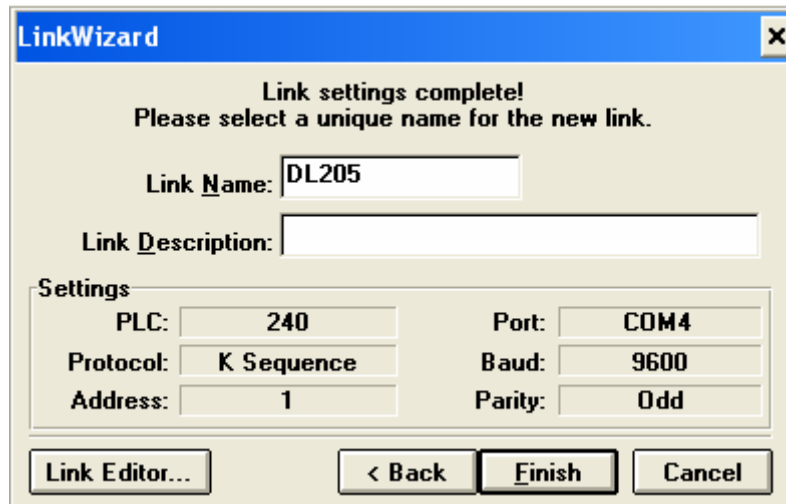 LinkWizard
Link settings complete!
Please select a unique name for the new link.
Link Name: DL205
Link Description:
Settings
PLC: 240 Port: COM4
Protocol: K Sequence Baud: 9600
Address: 1 Parity: Odd
Link Editor... < Back Finish Cancel